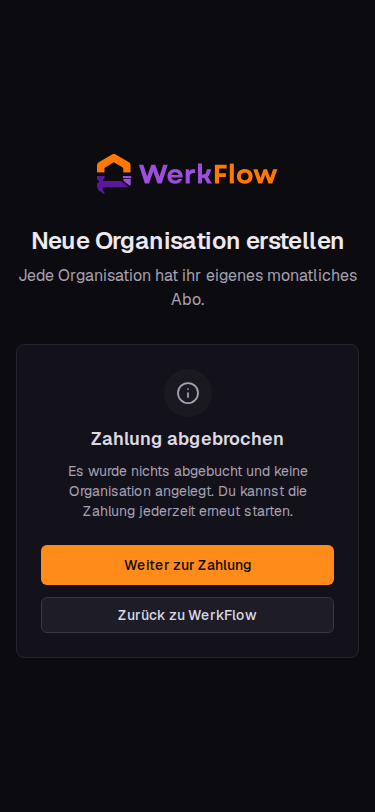 WerkFlow
Neue Organisation erstellen
Jede Organisation hat ihr eigenes monatliches
Abo.
Zahlung abgebrochen
Es wurde nichts abgebucht und keine
Organisation angelegt. Du kannst die
Zahlung jederzeit erneut starten.
Weiter zur Zahlung
Zurück zu WerkFlow